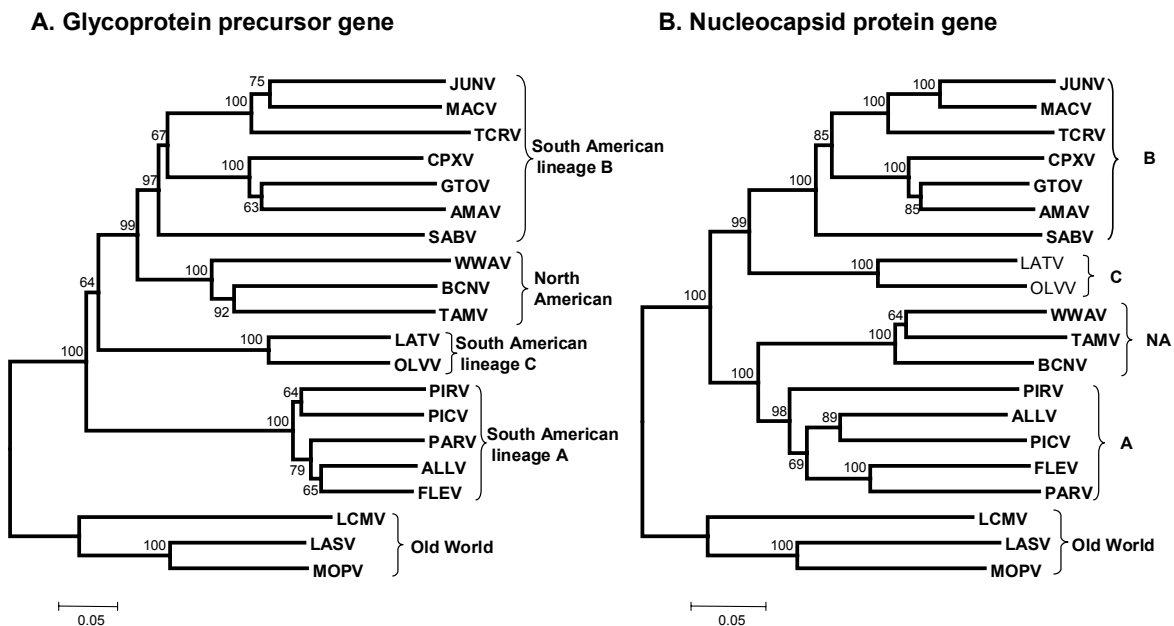 A. Glycoprotein precursor gene
75
JUNV
100
MACV
67
TCRV
South American
lineage B
100
CPXV
97
GTOV
63
AMAV
99
SABV
100
WWAV
North
American
64
BCNV
92
TAMV
100
LATV
South American
lineage C
OLVV
100
64
PIRV
100
PICV
PARV
South American
lineage A
79
ALLV
65
FLEV
LCMV
100
LASV
Old World
MOPV
0.05
B. Nucleocapsid protein gene
100
JUNV
100
MACV
85
TCRV
100
CPXV
B
100
GTOV
85
AMAV
99
SABV
100
LATV
C
OLVV
100
64
WWAV
100
TAMV
NA
BCNV
100
98
PIRV
89
ALLV
PICV
A
69
100
FLEV
PARV
LCMV
100
LASV
Old World
MOPV
0.05